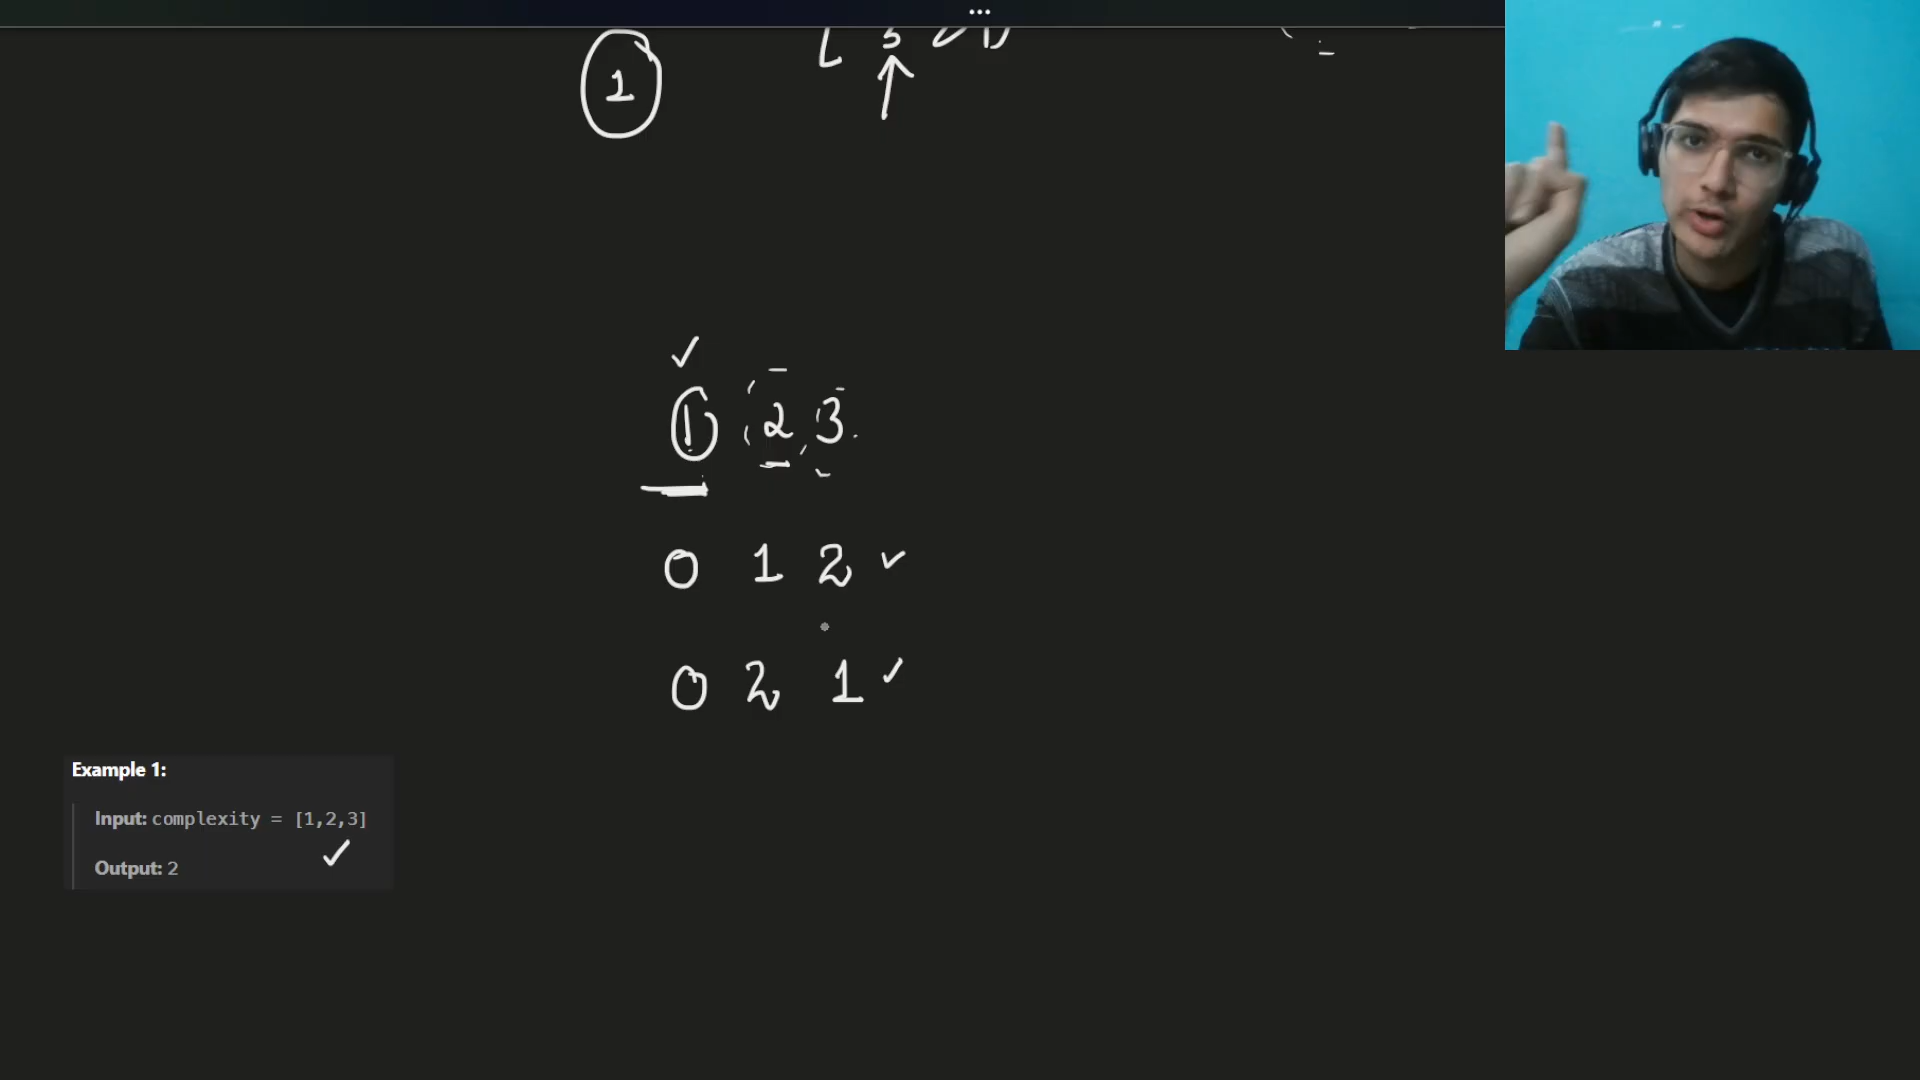 ...
1
1 2 3
0 1 2
0 2 1
Example 1:
Input: complexity = [1,2,3]
Output: 2